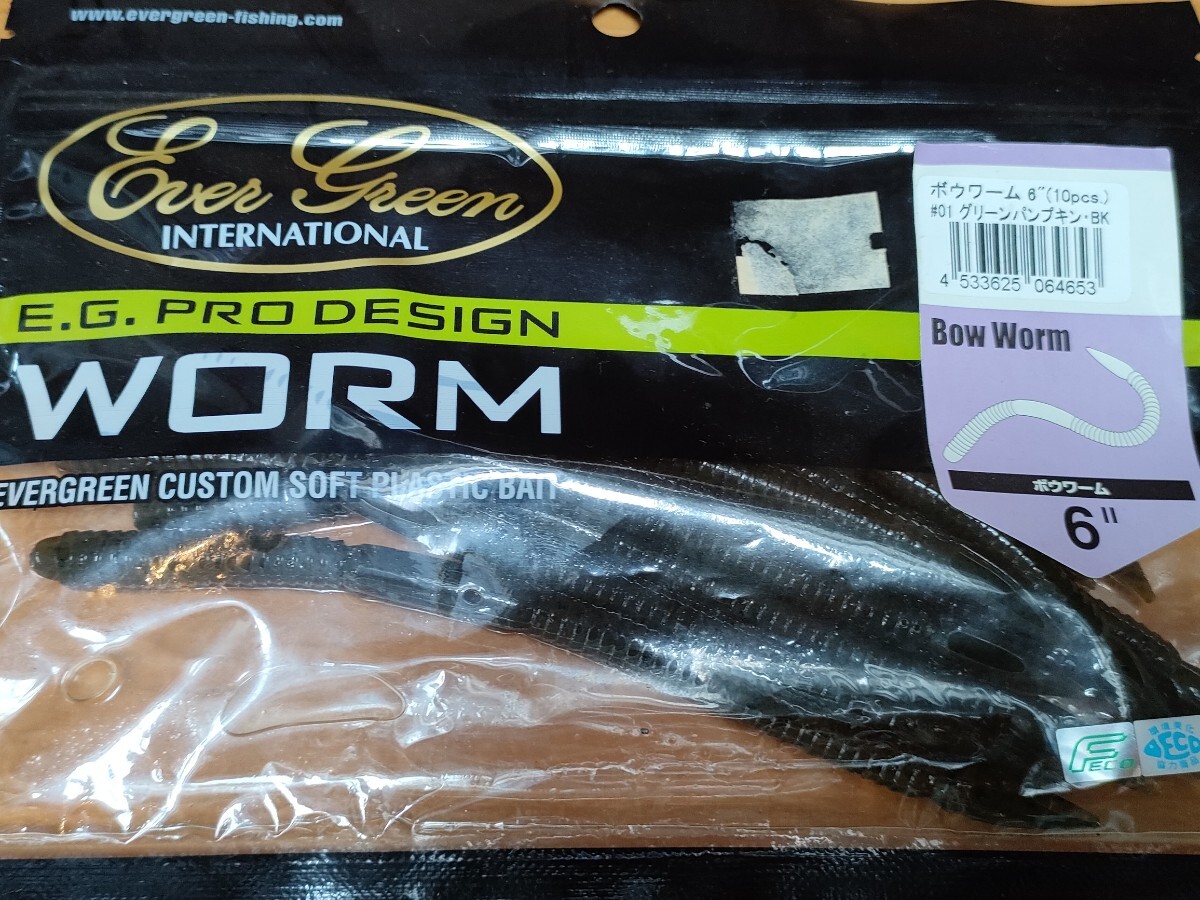 www.evergreen-fishing.com
Ever Green
INTERNATIONAL
E.G. PRO DESIGN
WORM
EVERGREEN CUSTOM SOFT PLASTIC BAIT
ボウワーム 6"(10pcs.)
#01 グリーンパンプキン・BK
4 533625 064653
Bow Worm
ボウワーム
6"
FECO